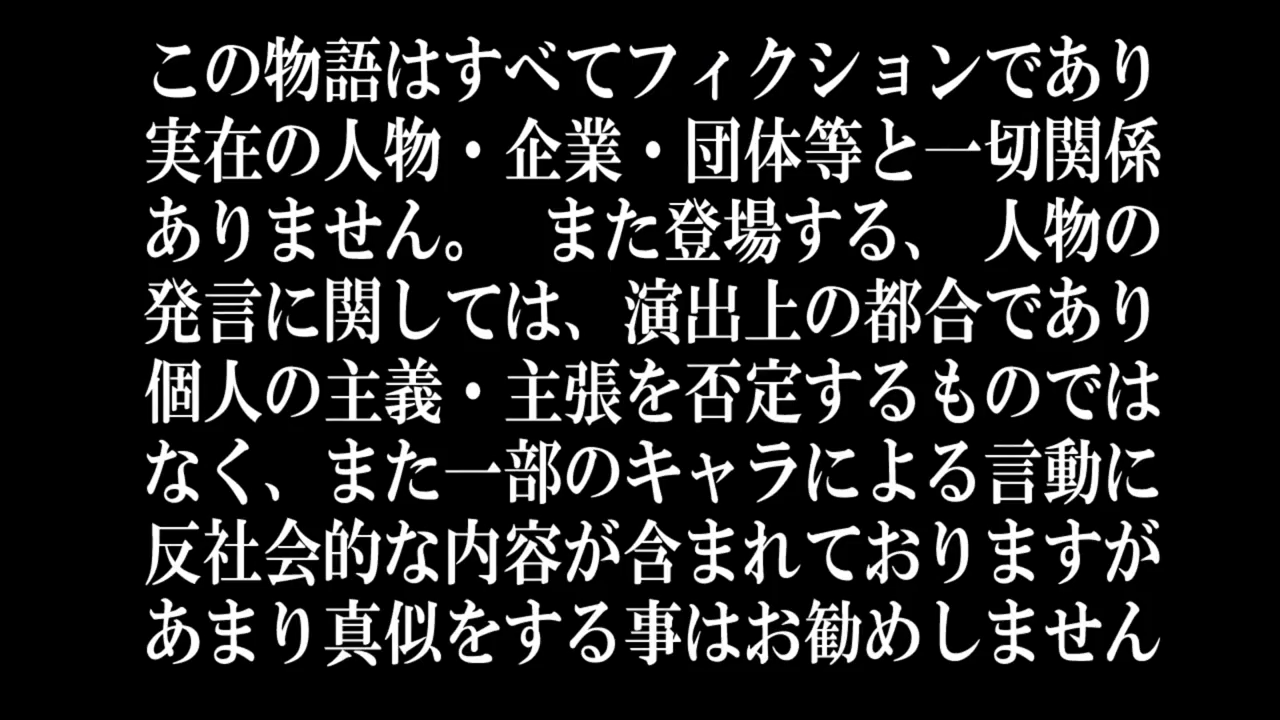 この物語はすべてフィクションであり
実在の人物・企業・団体等と一切関係
ありません。　また登場する、人物の
発言に関しては、演出上の都合であり
個人の主義・主張を否定するものでは
なく、また一部のキャラによる言動に
反社会的な内容が含まれておりますが
あまり真似をする事はお勧めしません